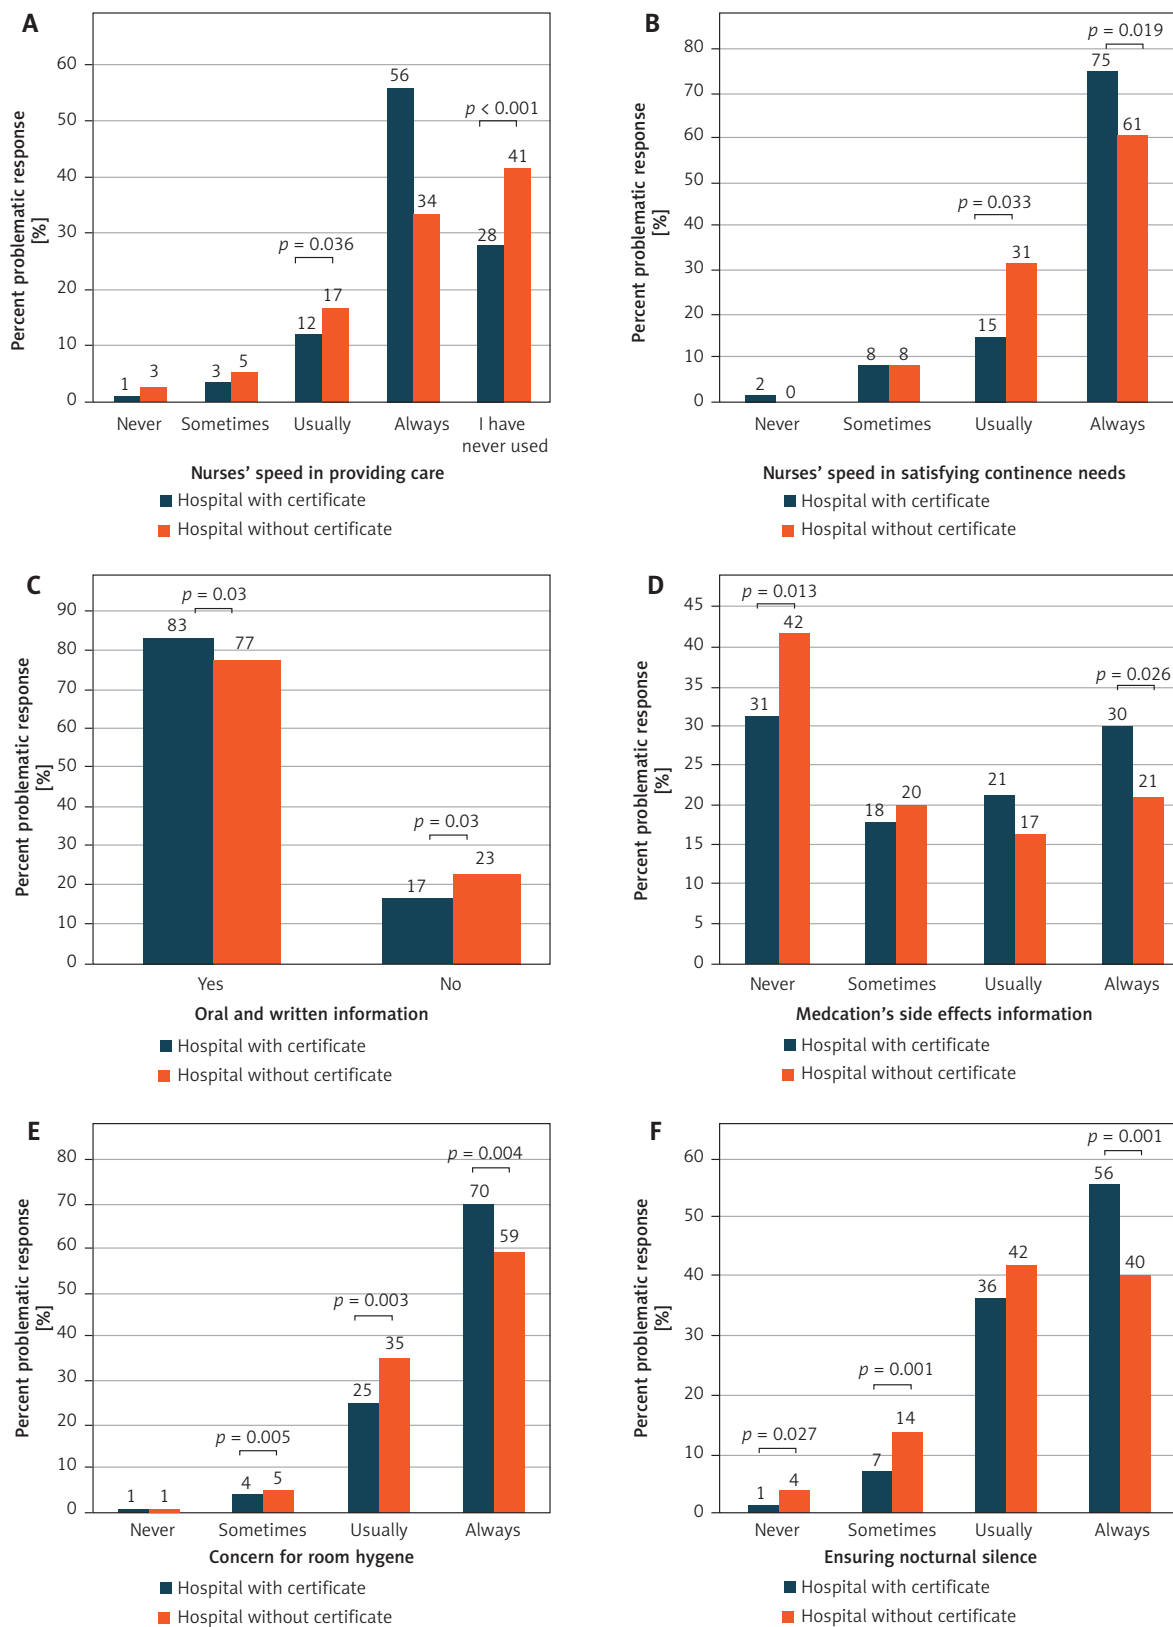 A
Percent problematic response
[%]
60
50
40
30
20
10
0
1
3
3
5
p = 0.036
12
17
56
34
p < 0.001
28
41
Never
Sometimes
Usually
Always
I have
never used
Nurses’ speed in providing care
Hospital with certificate
Hospital without certificate
B
Percent problematic response
[%]
80
70
60
50
40
30
20
10
0
2
0
8
8
p = 0.033
15
31
p = 0.019
75
61
Never
Sometimes
Usually
Always
Nurses’ speed in satisfying continence needs
Hospital with certificate
Hospital without certificate
C
Percent problematic response
[%]
90
80
70
60
50
40
30
20
10
0
p = 0.03
83
77
p = 0.03
17
23
Yes
No
Oral and written information
Hospital with certificate
Hospital without certificate
D
Percent problematic response
[%]
45
40
35
30
25
20
15
10
5
0
p = 0.013
31
42
18
20
21
17
p = 0.026
30
21
Never
Sometimes
Usually
Always
Medcation’s side effects information
Hospital with certificate
Hospital without certificate
E
Percent problematic response
[%]
80
70
60
50
40
30
20
10
0
1
1
p = 0.005
4
5
p = 0.003
25
35
p = 0.004
70
59
Never
Sometimes
Usually
Always
Concern for room hygene
Hospital with certificate
Hospital without certificate
F
Percent problematic response
[%]
60
50
40
30
20
10
0
p = 0.027
1
4
p = 0.001
7
14
36
42
p = 0.001
56
40
Never
Sometimes
Usually
Always
Ensuring nocturnal silence
Hospital with certificate
Hospital without certificate